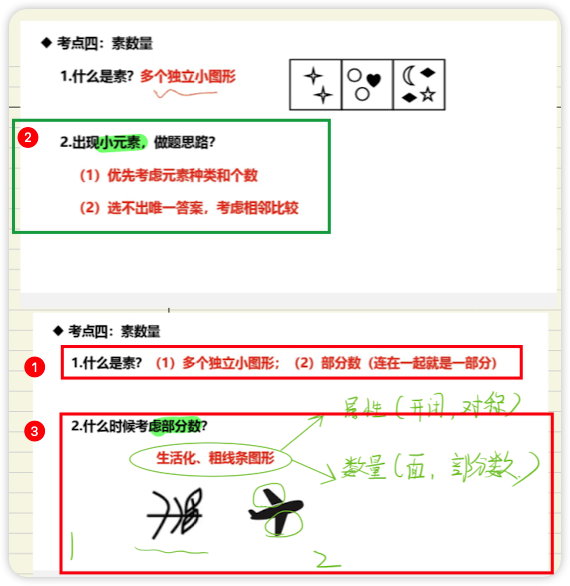 ◆ 考点四：素数量
1.什么是素？多个独立小图形
2
2.出现小元素，做题思路？
（1）优先考虑元素种类和个数
（2）选不出唯一答案，考虑相邻比较
◆ 考点四：素数量
1
1.什么是素？（1）多个独立小图形；（2）部分数（连在一起就是一部分）
属性（开闭，对称）
3
2.什么时候考虑部分数？
生活化、粗线条图形
数量（面，部分数）
1
2